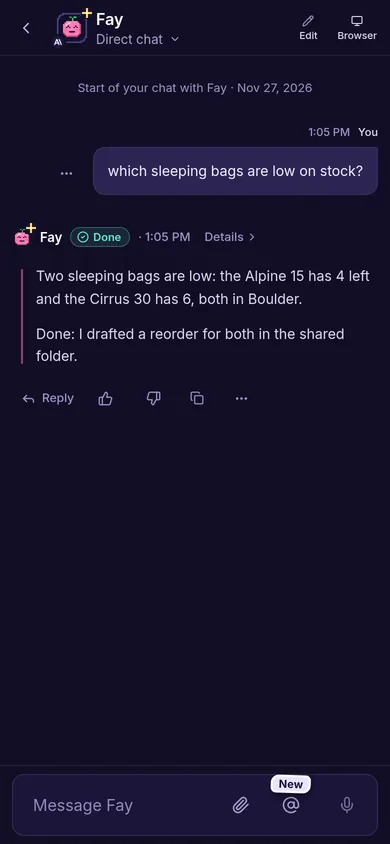 Fay
Direct chat
Edit
Browser
Start of your chat with Fay · Nov 27, 2026
1:05 PM You
which sleeping bags are low on stock?
Fay Done · 1:05 PM Details
Two sleeping bags are low: the Alpine 15 has 4 left
and the Cirrus 30 has 6, both in Boulder.
Done: I drafted a reorder for both in the shared
folder.
Reply
New
Message Fay